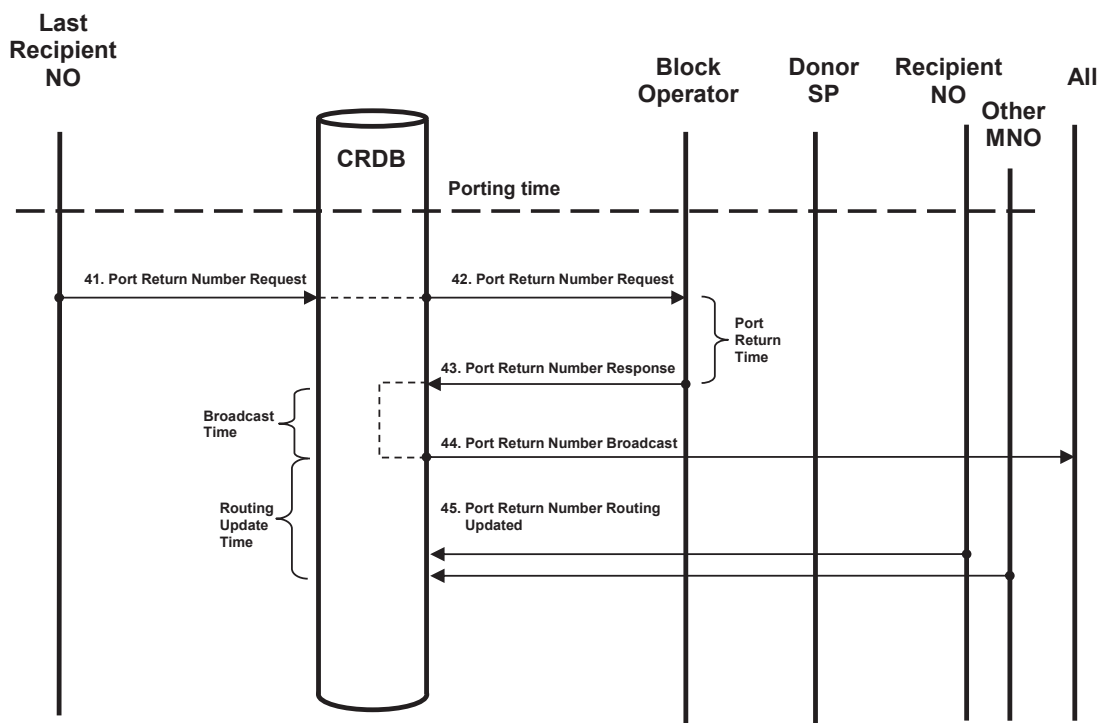 Last
Recipient
NO
Block
Operator
Donor
SP
Recipient
NO
Other
MNO
All
CRDB
Porting time
41. Port Return Number Request
42. Port Return Number Request
Port
Return
Time
43. Port Return Number Response
Broadcast
Time
44. Port Return Number Broadcast
Routing
Update
Time
45. Port Return Number Routing
Updated